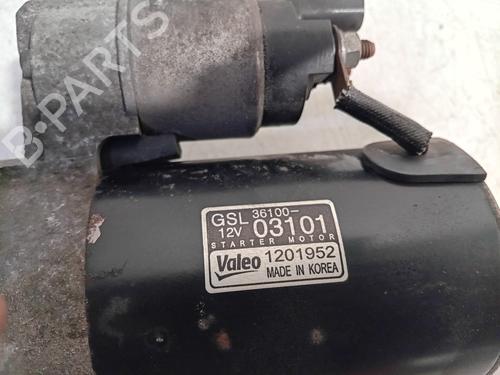 B-PARTS
GSL 36100-
12V 03101
STARTER MOTOR
Valeo 1201952
MADE IN KOREA